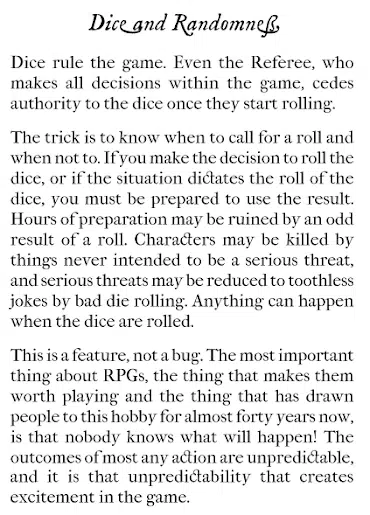 Dice and Randomness
Dice rule the game. Even the Referee, who
makes all decisions within the game, cedes
authority to the dice once they start rolling.
The trick is to know when to call for a roll and
when not to. If you make the decision to roll the
dice, or if the situation dictates the roll of the
dice, you must be prepared to use the result.
Hours of preparation may be ruined by an odd
result of a roll. Characters may be killed by
things never intended to be a serious threat,
and serious threats may be reduced to toothless
jokes by bad die rolling. Anything can happen
when the dice are rolled.
This is a feature, not a bug. The most important
thing about RPGs, the thing that makes them
worth playing and the thing that has drawn
people to this hobby for almost forty years now,
is that nobody knows what will happen! The
outcomes of most any action are unpredictable,
and it is that unpredictability that creates
excitement in the game.